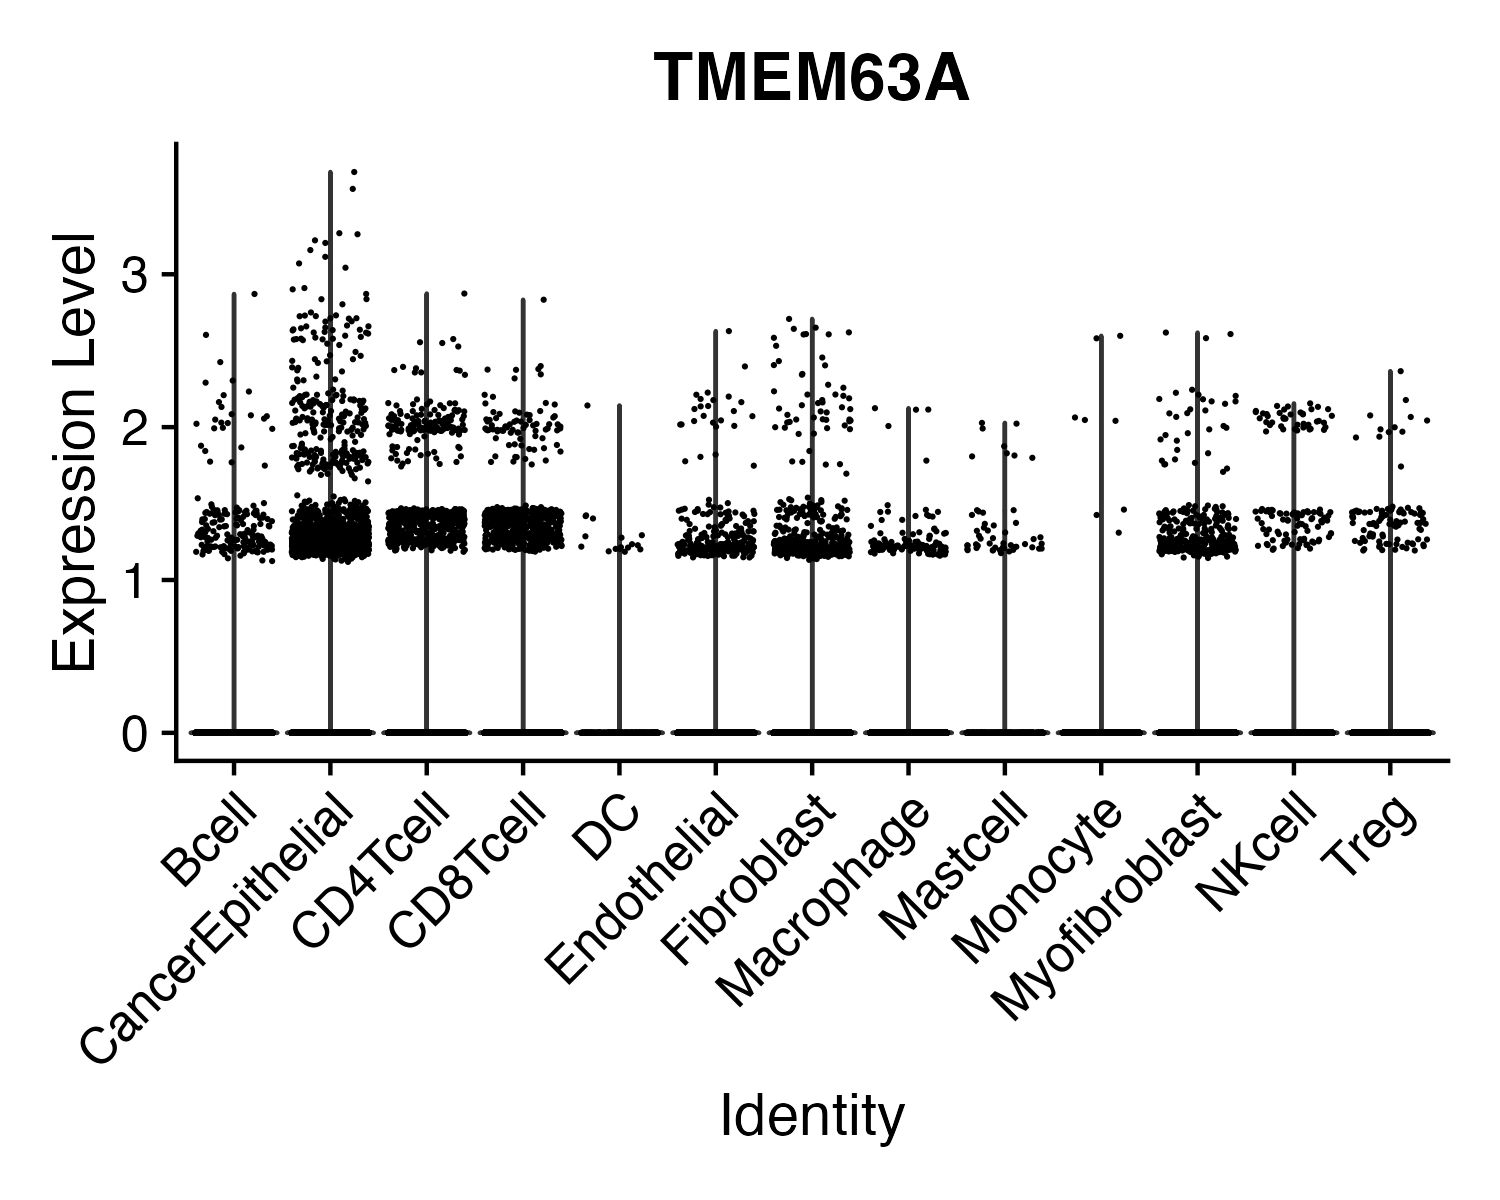 TMEM63A
Expression Level
3
2
1
0
Bcell
CancerEpithelial
CD4Tcell
CD8Tcell
DC
Endothelial
Fibroblast
Macrophage
Mastcell
Monocyte
Myofibroblast
NKcell
Treg
Identity